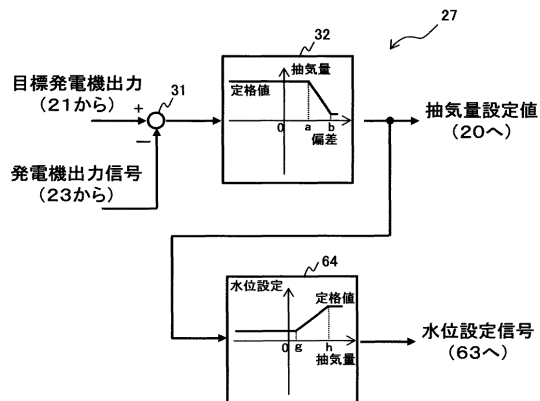 27
32
目標発電機出力
(21から)
31
+
−
発電機出力信号
(23から)
抽気量
定格値
0
a
b
偏差
抽気量設定値
(20へ)
64
水位設定
定格値
0
g
h
抽気量
水位設定信号
(63へ)